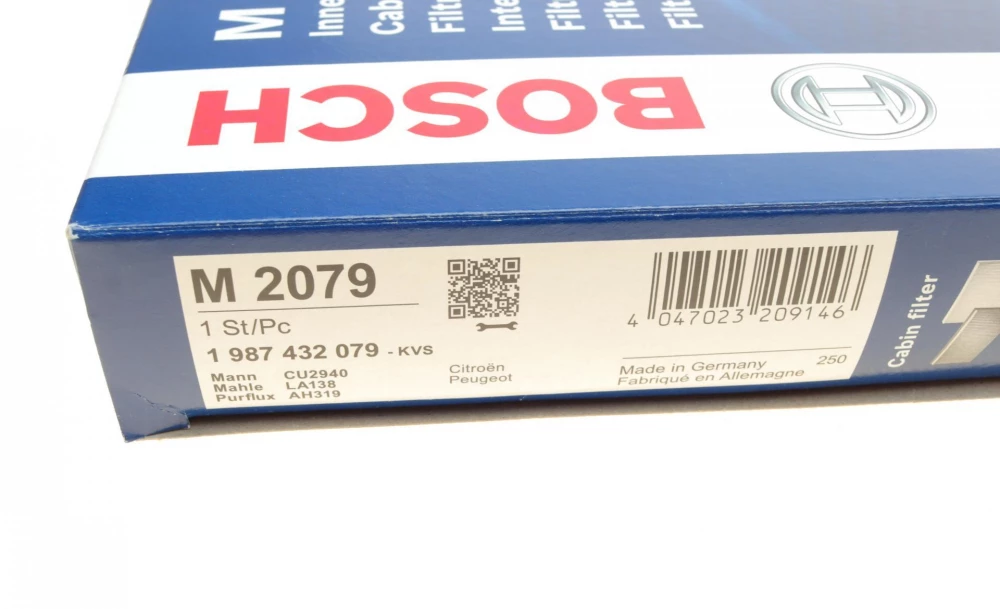 M
BOSCH
M 2079
1 St/Pc
1 987 432 079 - KVS
Mann CU2940
Mahle LA138
Purflux AH319
Citroën
Peugeot
4 047023 209146
Made in Germany
Fabriqué en Allemagne
250
Cabin filter